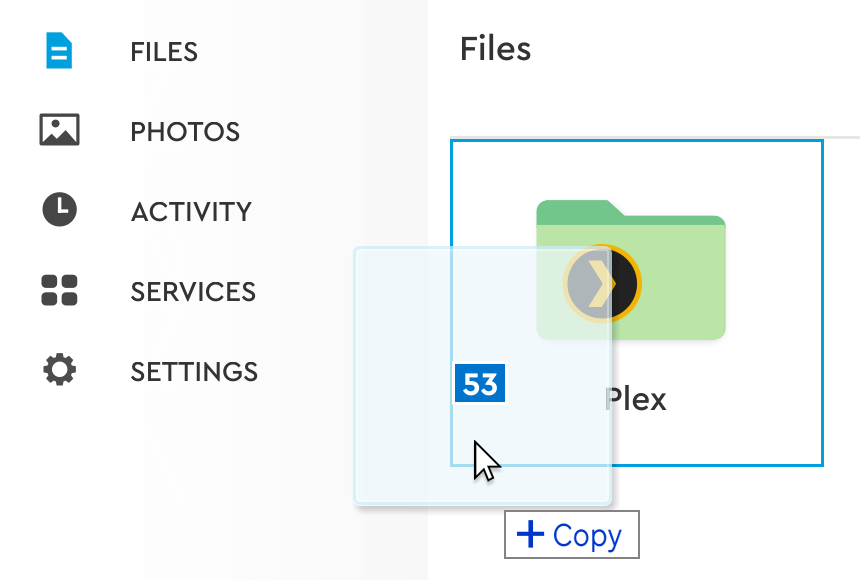 FILES
PHOTOS
ACTIVITY
SERVICES
SETTINGS
Files
Plex
53
Copy